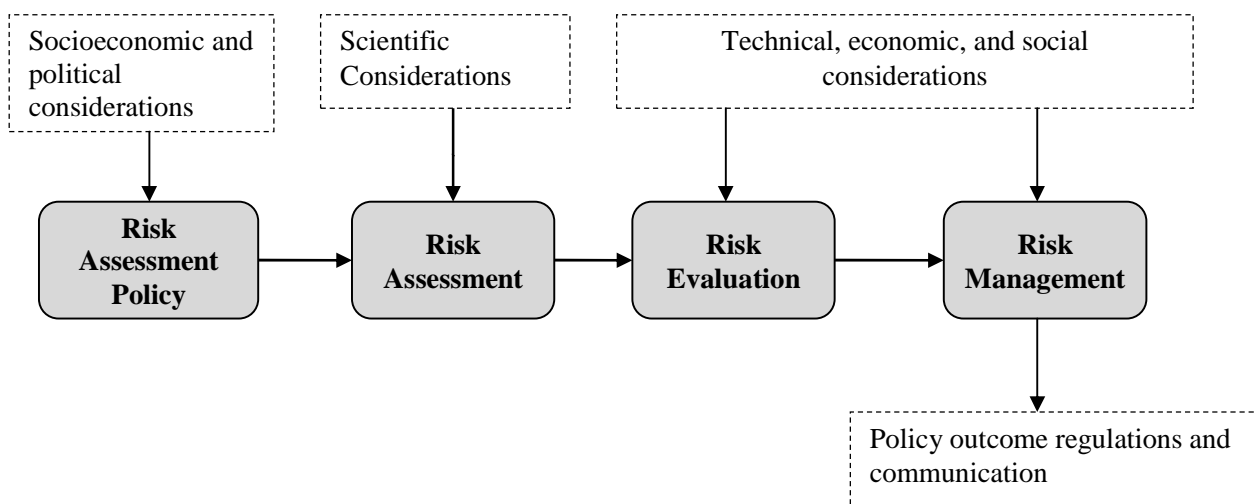 Socioeconomic and
political
considerations
Scientific
Considerations
Technical, economic, and social
considerations
Risk
Assessment
Policy
Risk
Assessment
Risk
Evaluation
Risk
Management
Policy outcome regulations and
communication